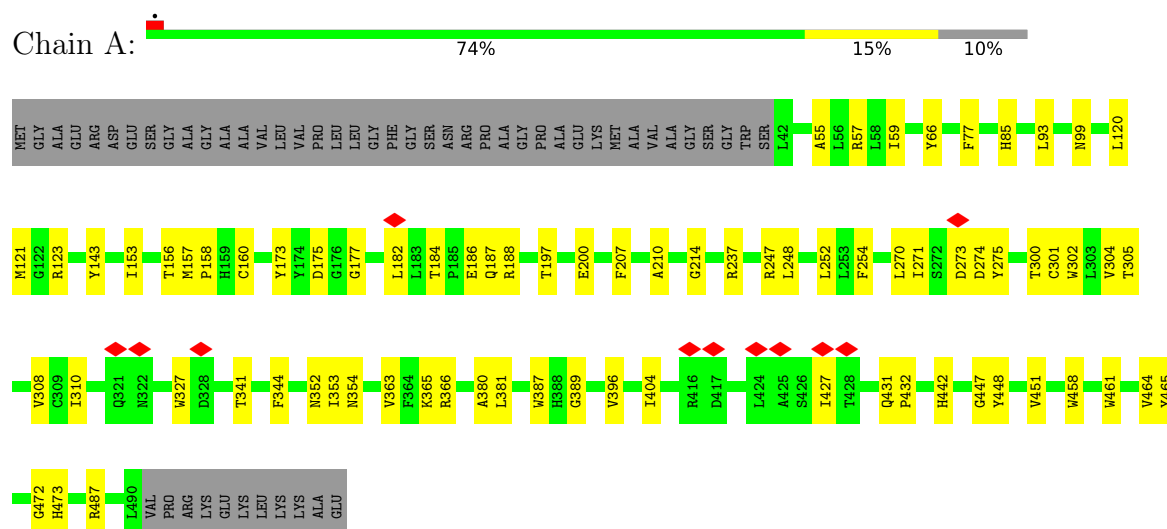 Chain A:
74% 15% 10%
MET GLY ALA GLU ARG ASP GLU SER GLY ALA GLY ALA ALA VAL LEU VAL PRO LEU LEU GLY PHE GLY SER ASN ARG PRO ALA GLY PRO ALA GLU LYS MET ALA VAL ALA GLY SER GLY TRP SER L42 A55 L56 R57 L58 I59 Y66 F77 H85 L93 N99 L120
M121 G122 R123 Y143 I153 T156 M157 P158 H159 C160 Y173 Y174 D175 G176 G177 L182 L183 T184 P185 E186 Q187 R188 T197 E200 F207 A210 G214 R237 R247 L248 L252 L253 F254 L270 I271 S272 D273 D274 Y275 T300 C301 W302 L303 V304 T305
V308 C309 I310 Q321 N322 W327 D328 T341 F344 N352 I353 N354 V363 F364 K365 R366 A380 L381 W387 H388 G389 V396 I404 R416 D417 L424 A425 S426 I427 T428 Q431 P432 H442 G447 Y448 V451 W458 W461 V464 Y465
G472 H473 R487 L490 VAL PRO ARG LYS GLU LYS LEU LYS LYS ALA GLU